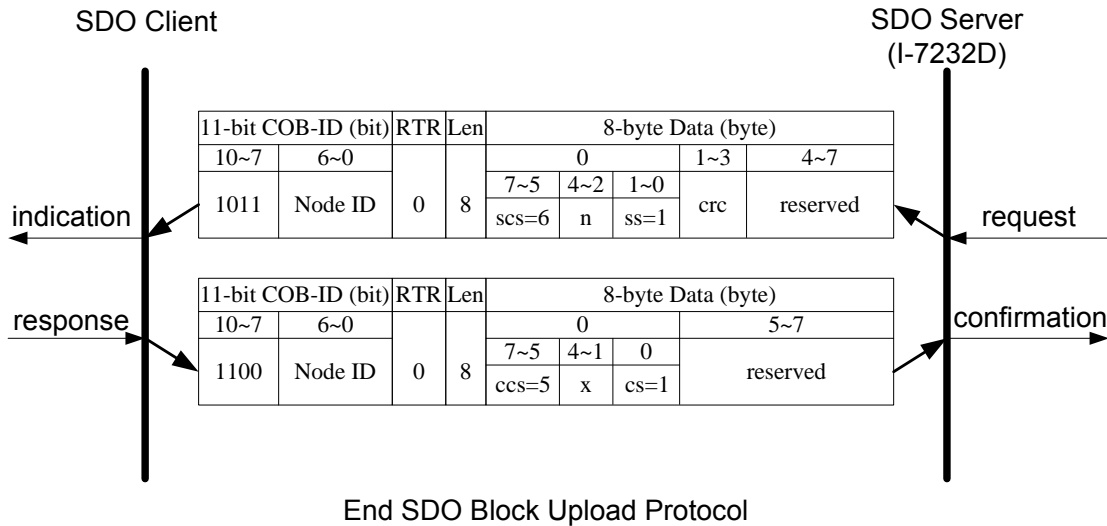 SDO Client
SDO Server
(I-7232D)
11-bit COB-ID (bit) RTR Len 8-byte Data (byte)
10~7 6~0 0 8 0 1~3 4~7
1011 Node ID 7~5 4~2 1~0 crc reserved
scs=6 n ss=1
indication
request
11-bit COB-ID (bit) RTR Len 8-byte Data (byte)
10~7 6~0 0 8 0 5~7
1100 Node ID 7~5 4~1 0 reserved
ccs=5 x cs=1
response
confirmation
End SDO Block Upload Protocol